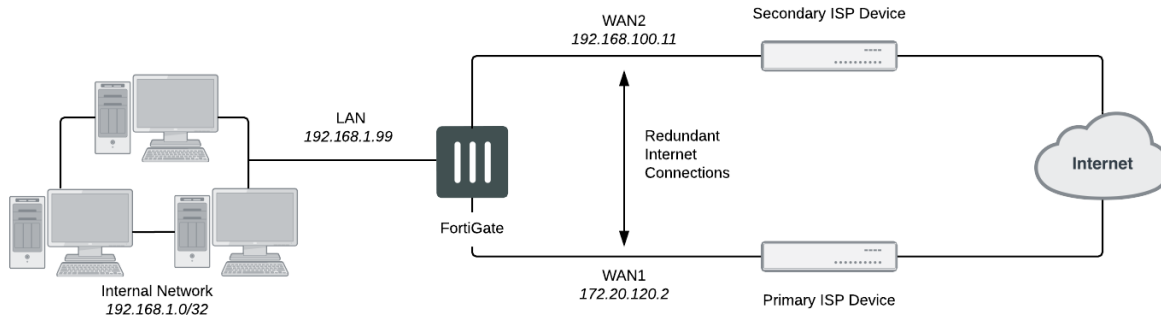 WAN2
192.168.100.11
Secondary ISP Device
LAN
192.168.1.99
Redundant
Internet
Connections
Internet
FortiGate
Internal Network
192.168.1.0/32
WAN1
172.20.120.2
Primary ISP Device